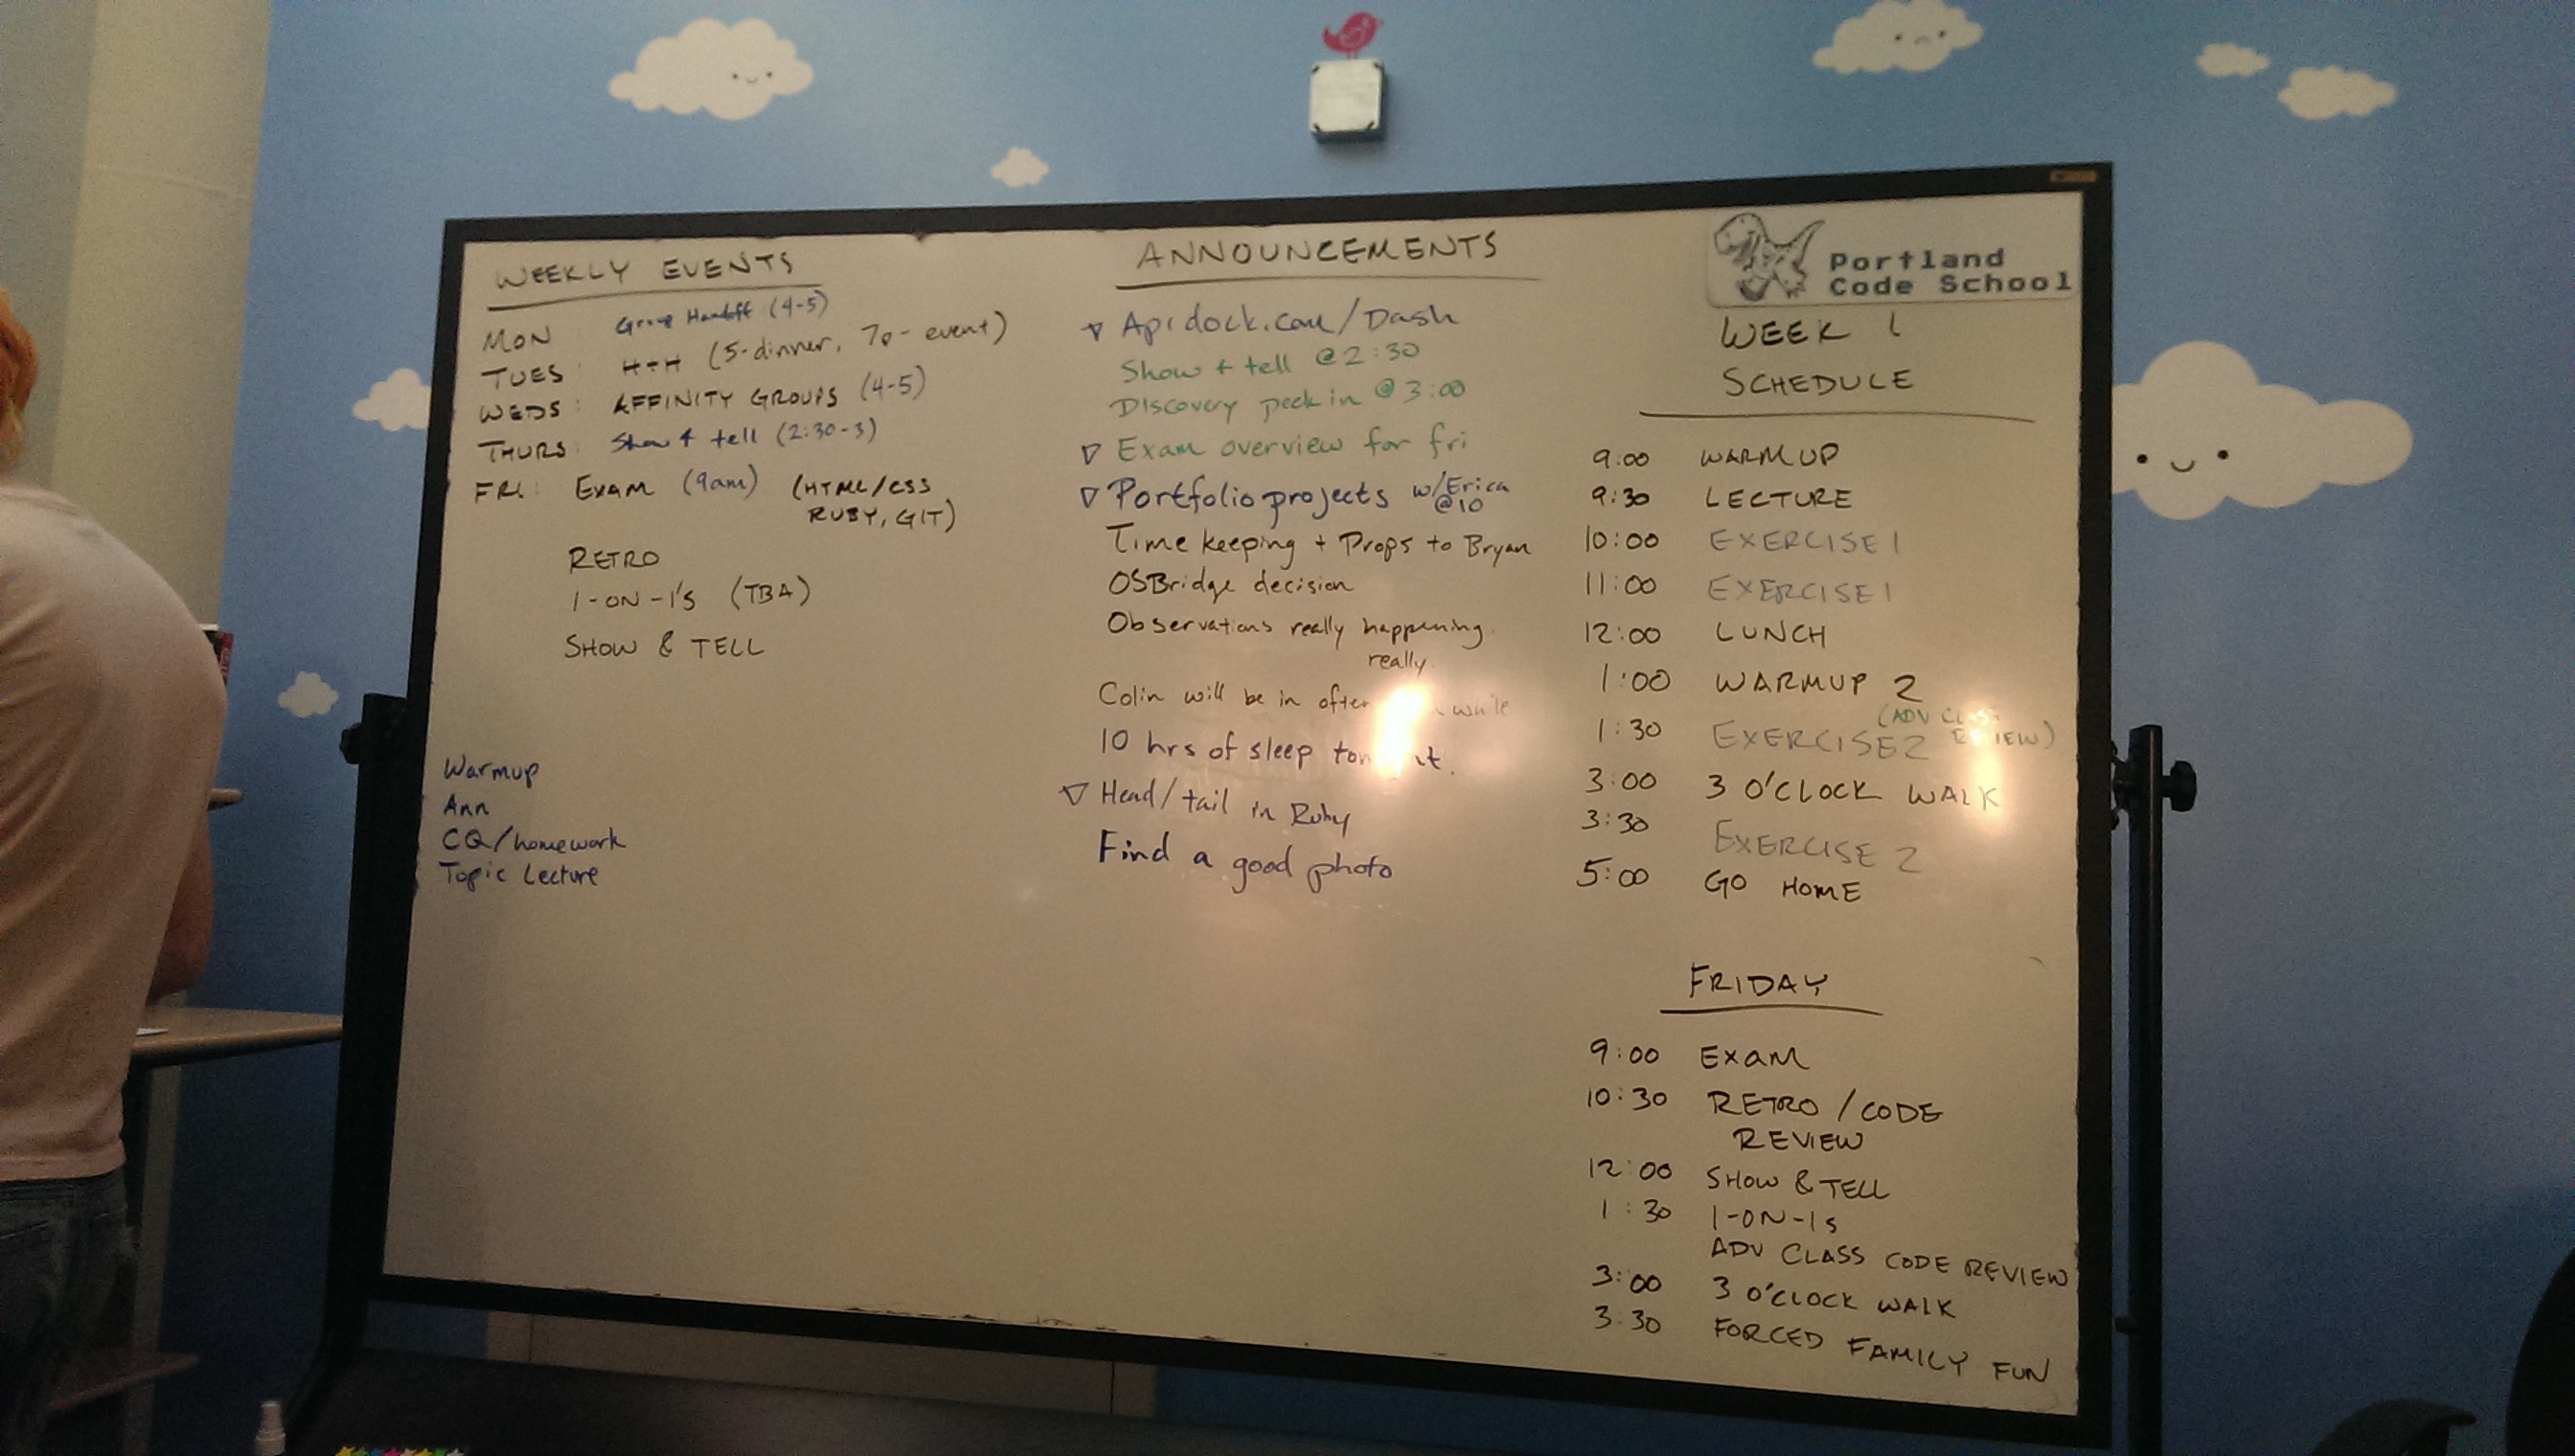 WEEKLY EVENTS
MON Group Handoff (4-5)
TUES : H+H (5-dinner, 7p - event)
WEDS : AFFINITY GROUPS (4-5)
THURS: Show & tell (2:30-3)
FRI: EXAM (9am) (HTML/CSS
RUBY, GIT)
RETRO
1-ON-1'S (TBA)
SHOW & TELL
Warmup
Ann
CQ/homework
Topic Lecture
ANNOUNCEMENTS
Apidock.com/Dash
Show + tell @ 2:30
Discovery peek in @ 3:00
Exam overview for fri
Portfolio projects w/Erica
@10
Time keeping + Props to Bryan
OSBridge decision
Observations really happening.
really.
Colin will be in often while
10 hrs of sleep
Head/tail in Ruby
Find a good photo
Portland
Code School
WEEK 1
SCHEDULE
9:00 WARMUP
9:30 LECTURE
10:00 EXERCISE 1
11:00 EXERCISE 1
12:00 LUNCH
1:00 WARMUP 2
(ADV CLASS
1:30 EXERCISE 2 REVIEW)
3:00 3 O'CLOCK WALK
3:30 EXERCISE 2
5:00 GO HOME
FRIDAY
9:00 EXAM
10:30 RETRO / CODE
REVIEW
12:00 SHOW & TELL
1:30 1-ON-1s
ADV CLASS CODE REVIEW
3:00 3 O'CLOCK WALK
3:30 FORCED FAMILY FUN